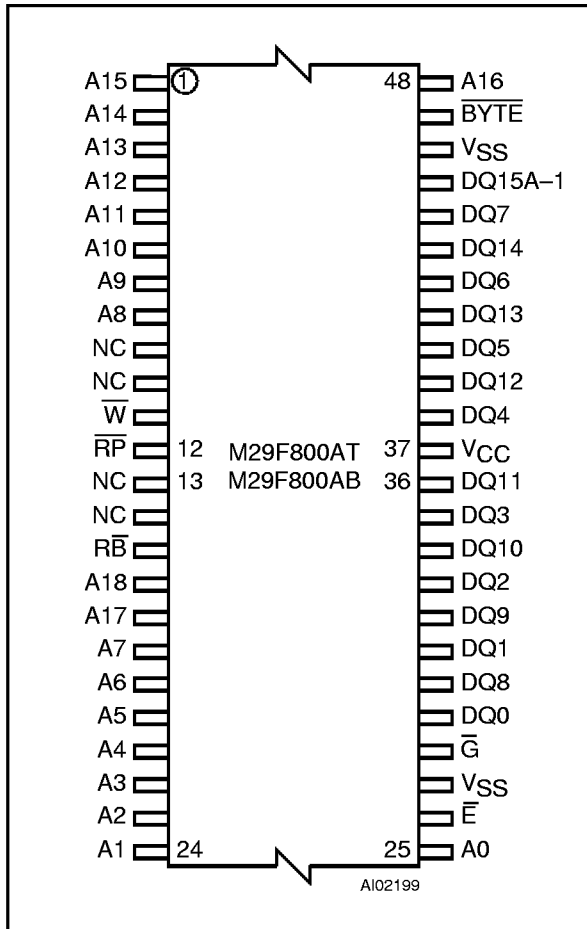 A15 1 48 A16
A14 B̅Y̅T̅E̅
A13 VSS
A12 DQ15A–1
A11 DQ7
A10 DQ14
A9 DQ6
A8 DQ13
NC DQ5
NC DQ12
W̅ DQ4
R̅P̅ 12 M29F800AT 37 VCC
NC 13 M29F800AB 36 DQ11
NC DQ3
RB̅ DQ10
A18 DQ2
A17 DQ9
A7 DQ1
A6 DQ8
A5 DQ0
A4 G̅
A3 VSS
A2 E̅
A1 24 25 A0
AI02199